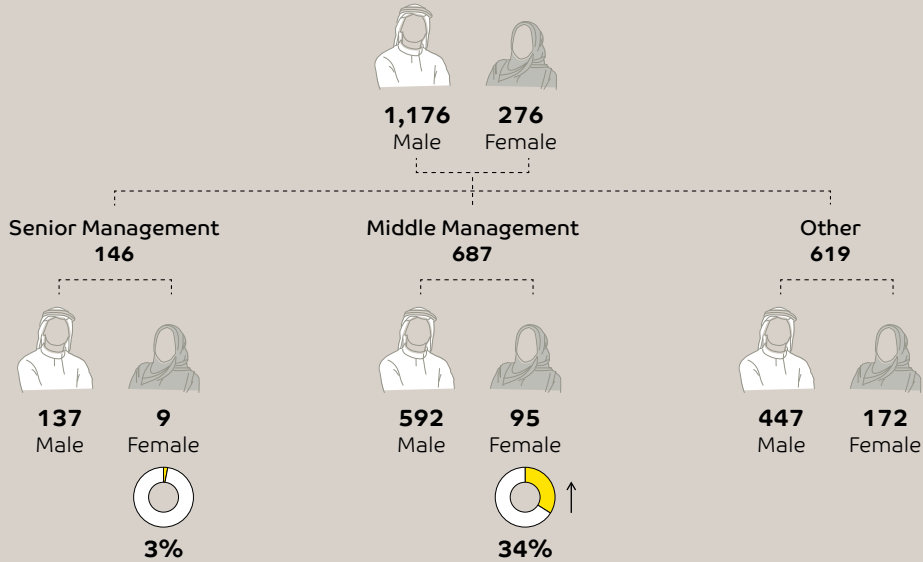 1,176
Male
276
Female
Senior Management
146
Middle Management
687
Other
619
137
Male
9
Female
592
Male
95
Female
447
Male
172
Female
3%
34%